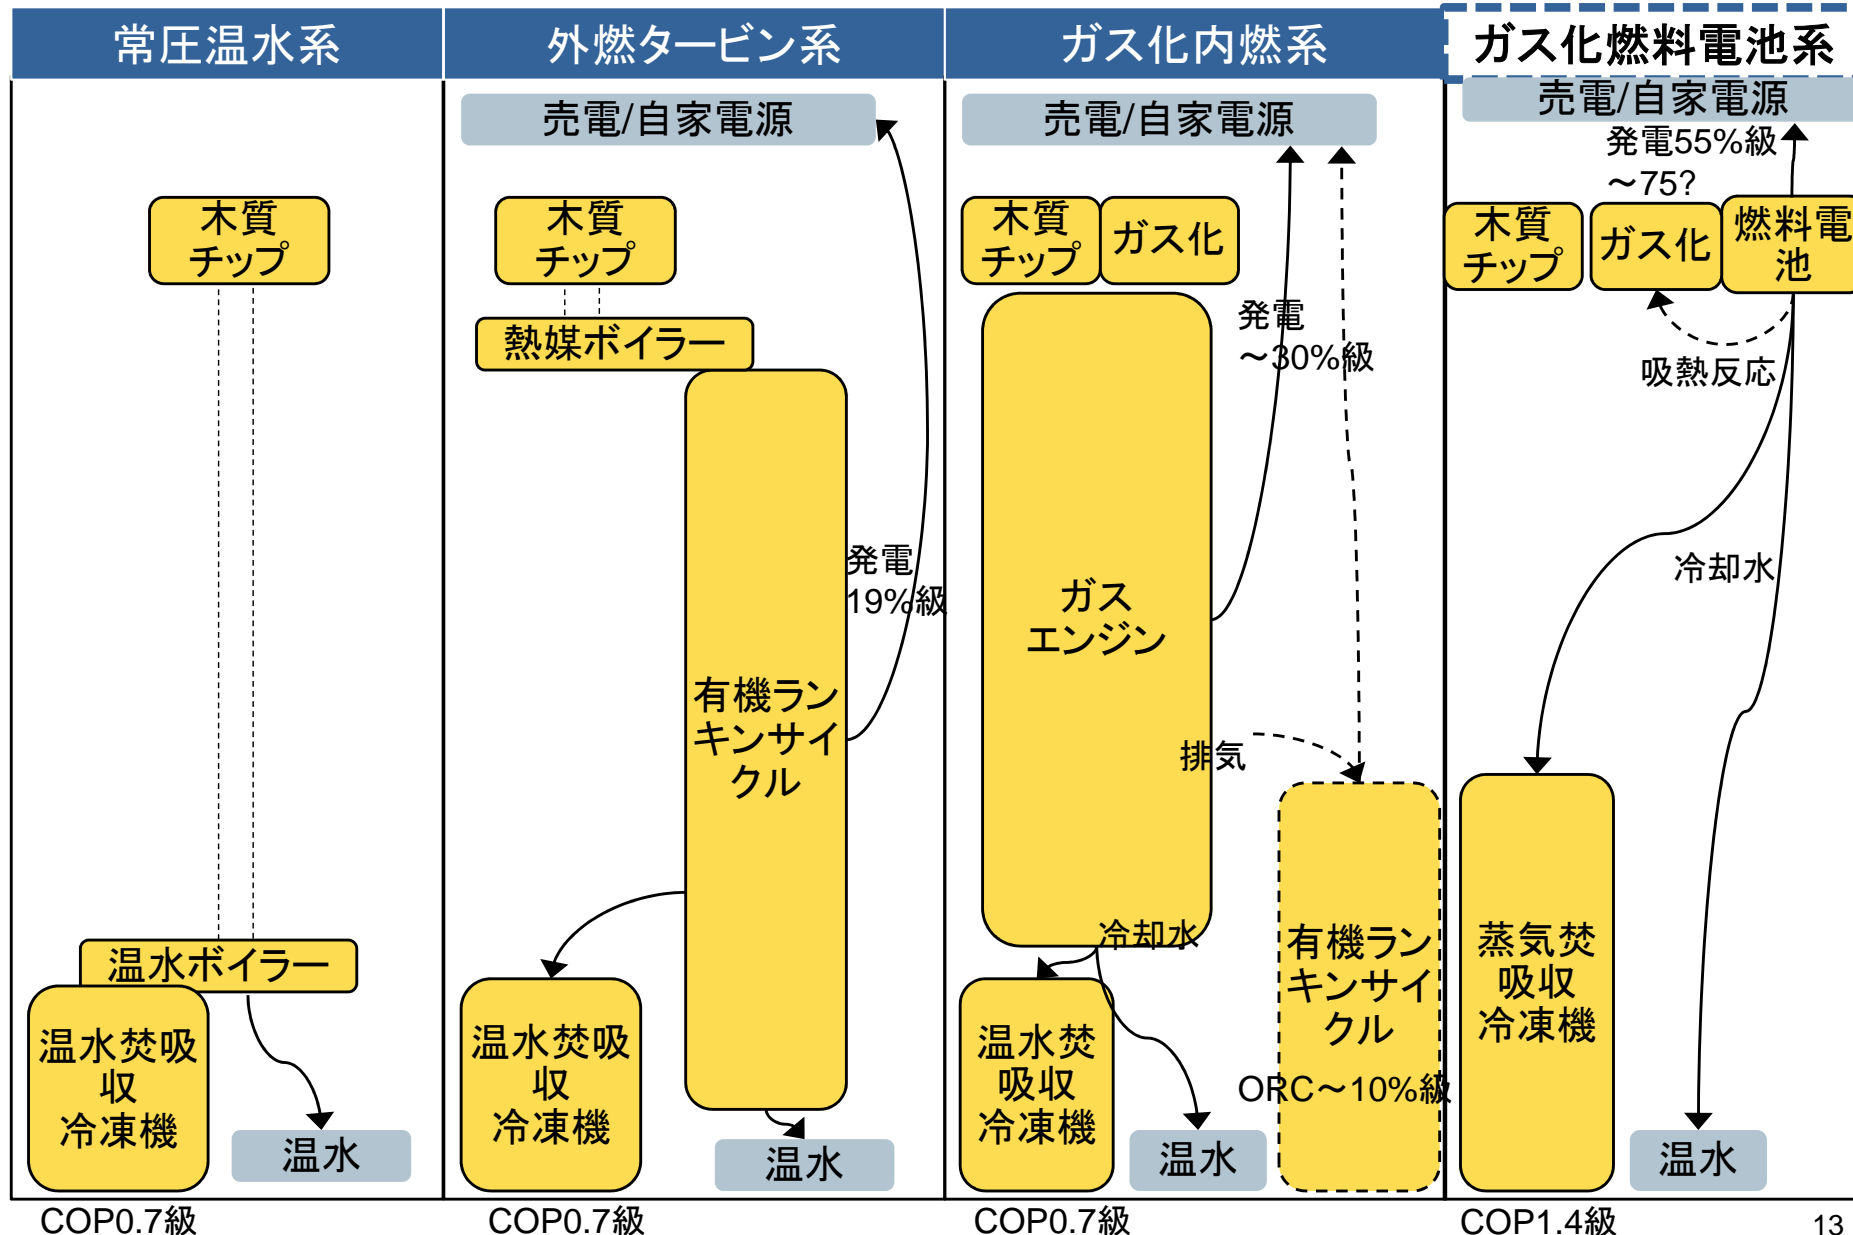 常圧温水系
木質
チップ
温水ボイラー
温水焚吸
収
冷凍機
温水
COP0.7級
外燃タービン系
売電/自家電源
木質
チップ
熱媒ボイラー
発電
19%級
有機ラン
キンサイ
クル
温水焚吸
収
冷凍機
温水
COP0.7級
ガス化内燃系
売電/自家電源
木質
チップ
ガス化
発電
～30%級
ガス
エンジン
排気
冷却水
有機ラン
キンサイ
クル
ORC～10%級
温水焚
吸収
冷凍機
温水
COP0.7級
ガス化燃料電池系
売電/自家電源
発電55%級
～75?
木質
チップ
ガス化
燃料電
池
吸熱反応
冷却水
蒸気焚
吸収
冷凍機
温水
COP1.4級
13